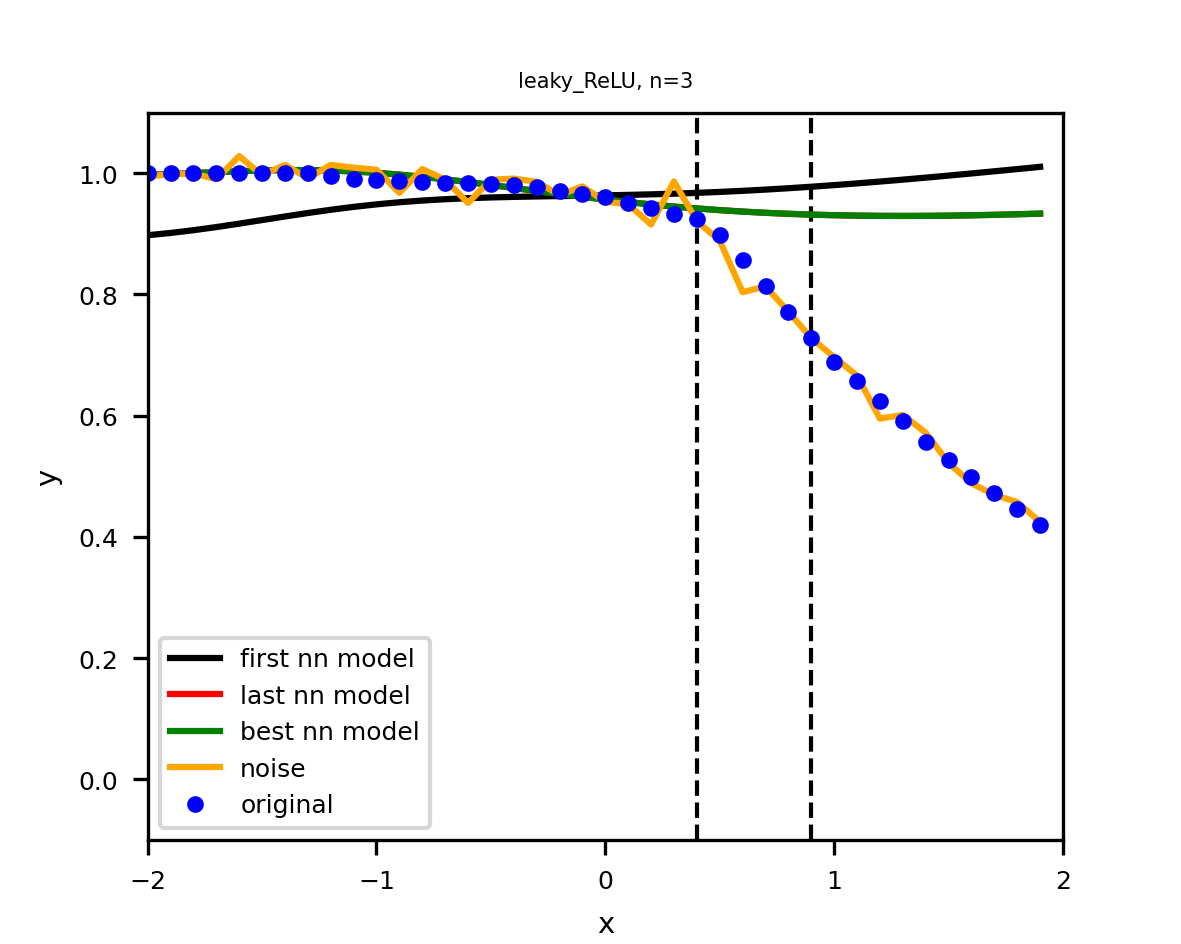 leaky_ReLU, n=3
1.0
0.8
0.6
0.4
0.2
0.0
y
first nn model
last nn model
best nn model
noise
original
−2
−1
0
1
2
x